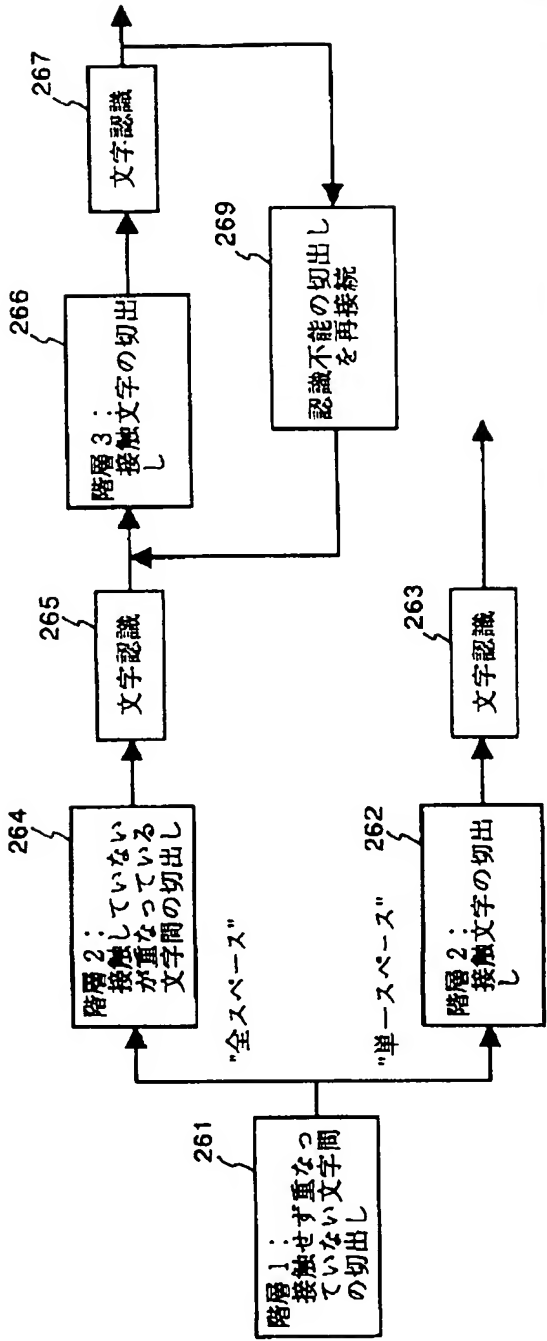 261
階層1：
接触せず重なっ
ていない文字間
の切出し
"全スペース"
264
階層2：
接触していない
が重なっている
文字間の切出し
265
文字認識
266
階層3：
接触文字の切出
し
267
文字認識
269
認識不能の切出し
を再接続
"単一スペース"
262
階層2：
接触文字の切出
し
263
文字認識